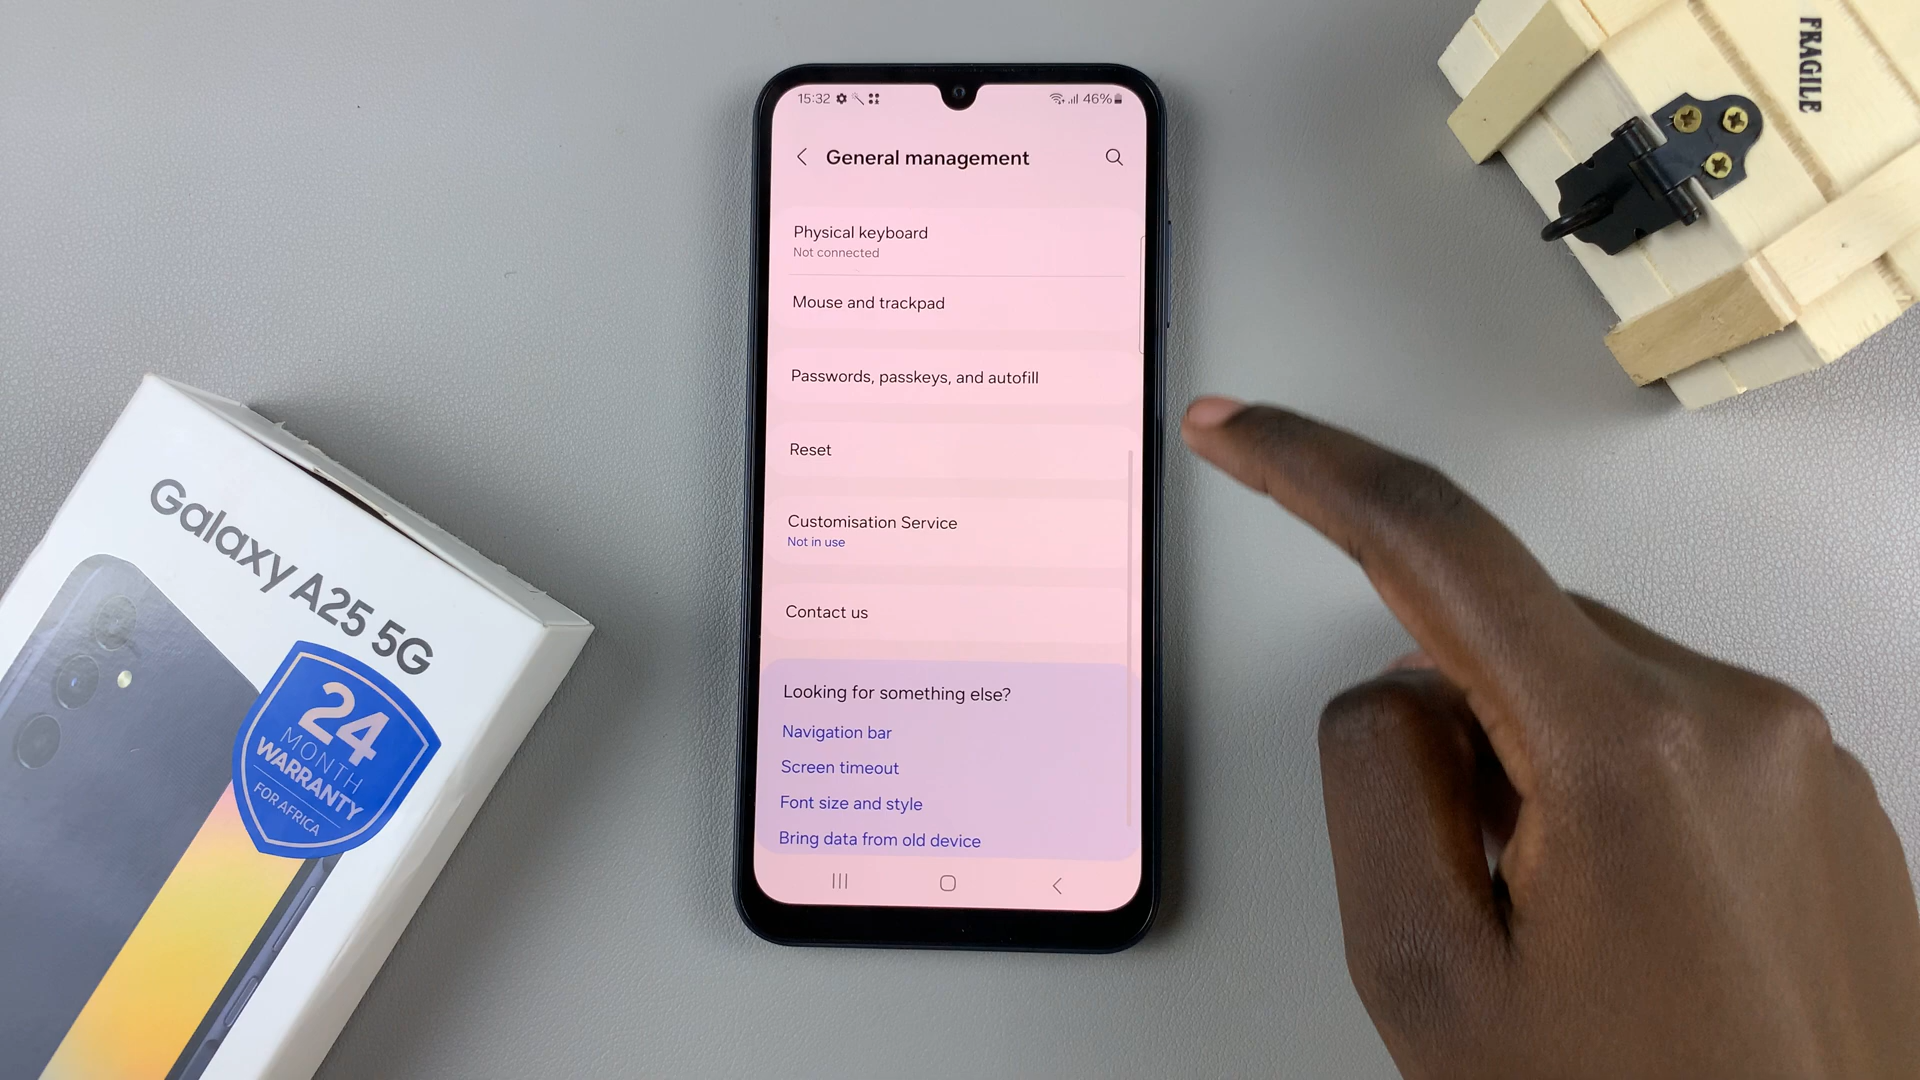 15:32
46%
General management
Physical keyboard
Not connected
Mouse and trackpad
Passwords, passkeys, and autofill
Reset
Customisation Service
Not in use
Contact us
Looking for something else?
Navigation bar
Screen timeout
Font size and style
Bring data from old device
Galaxy A25 5G
24
MONTH
WARRANTY
FOR AFRICA
FRAGILE